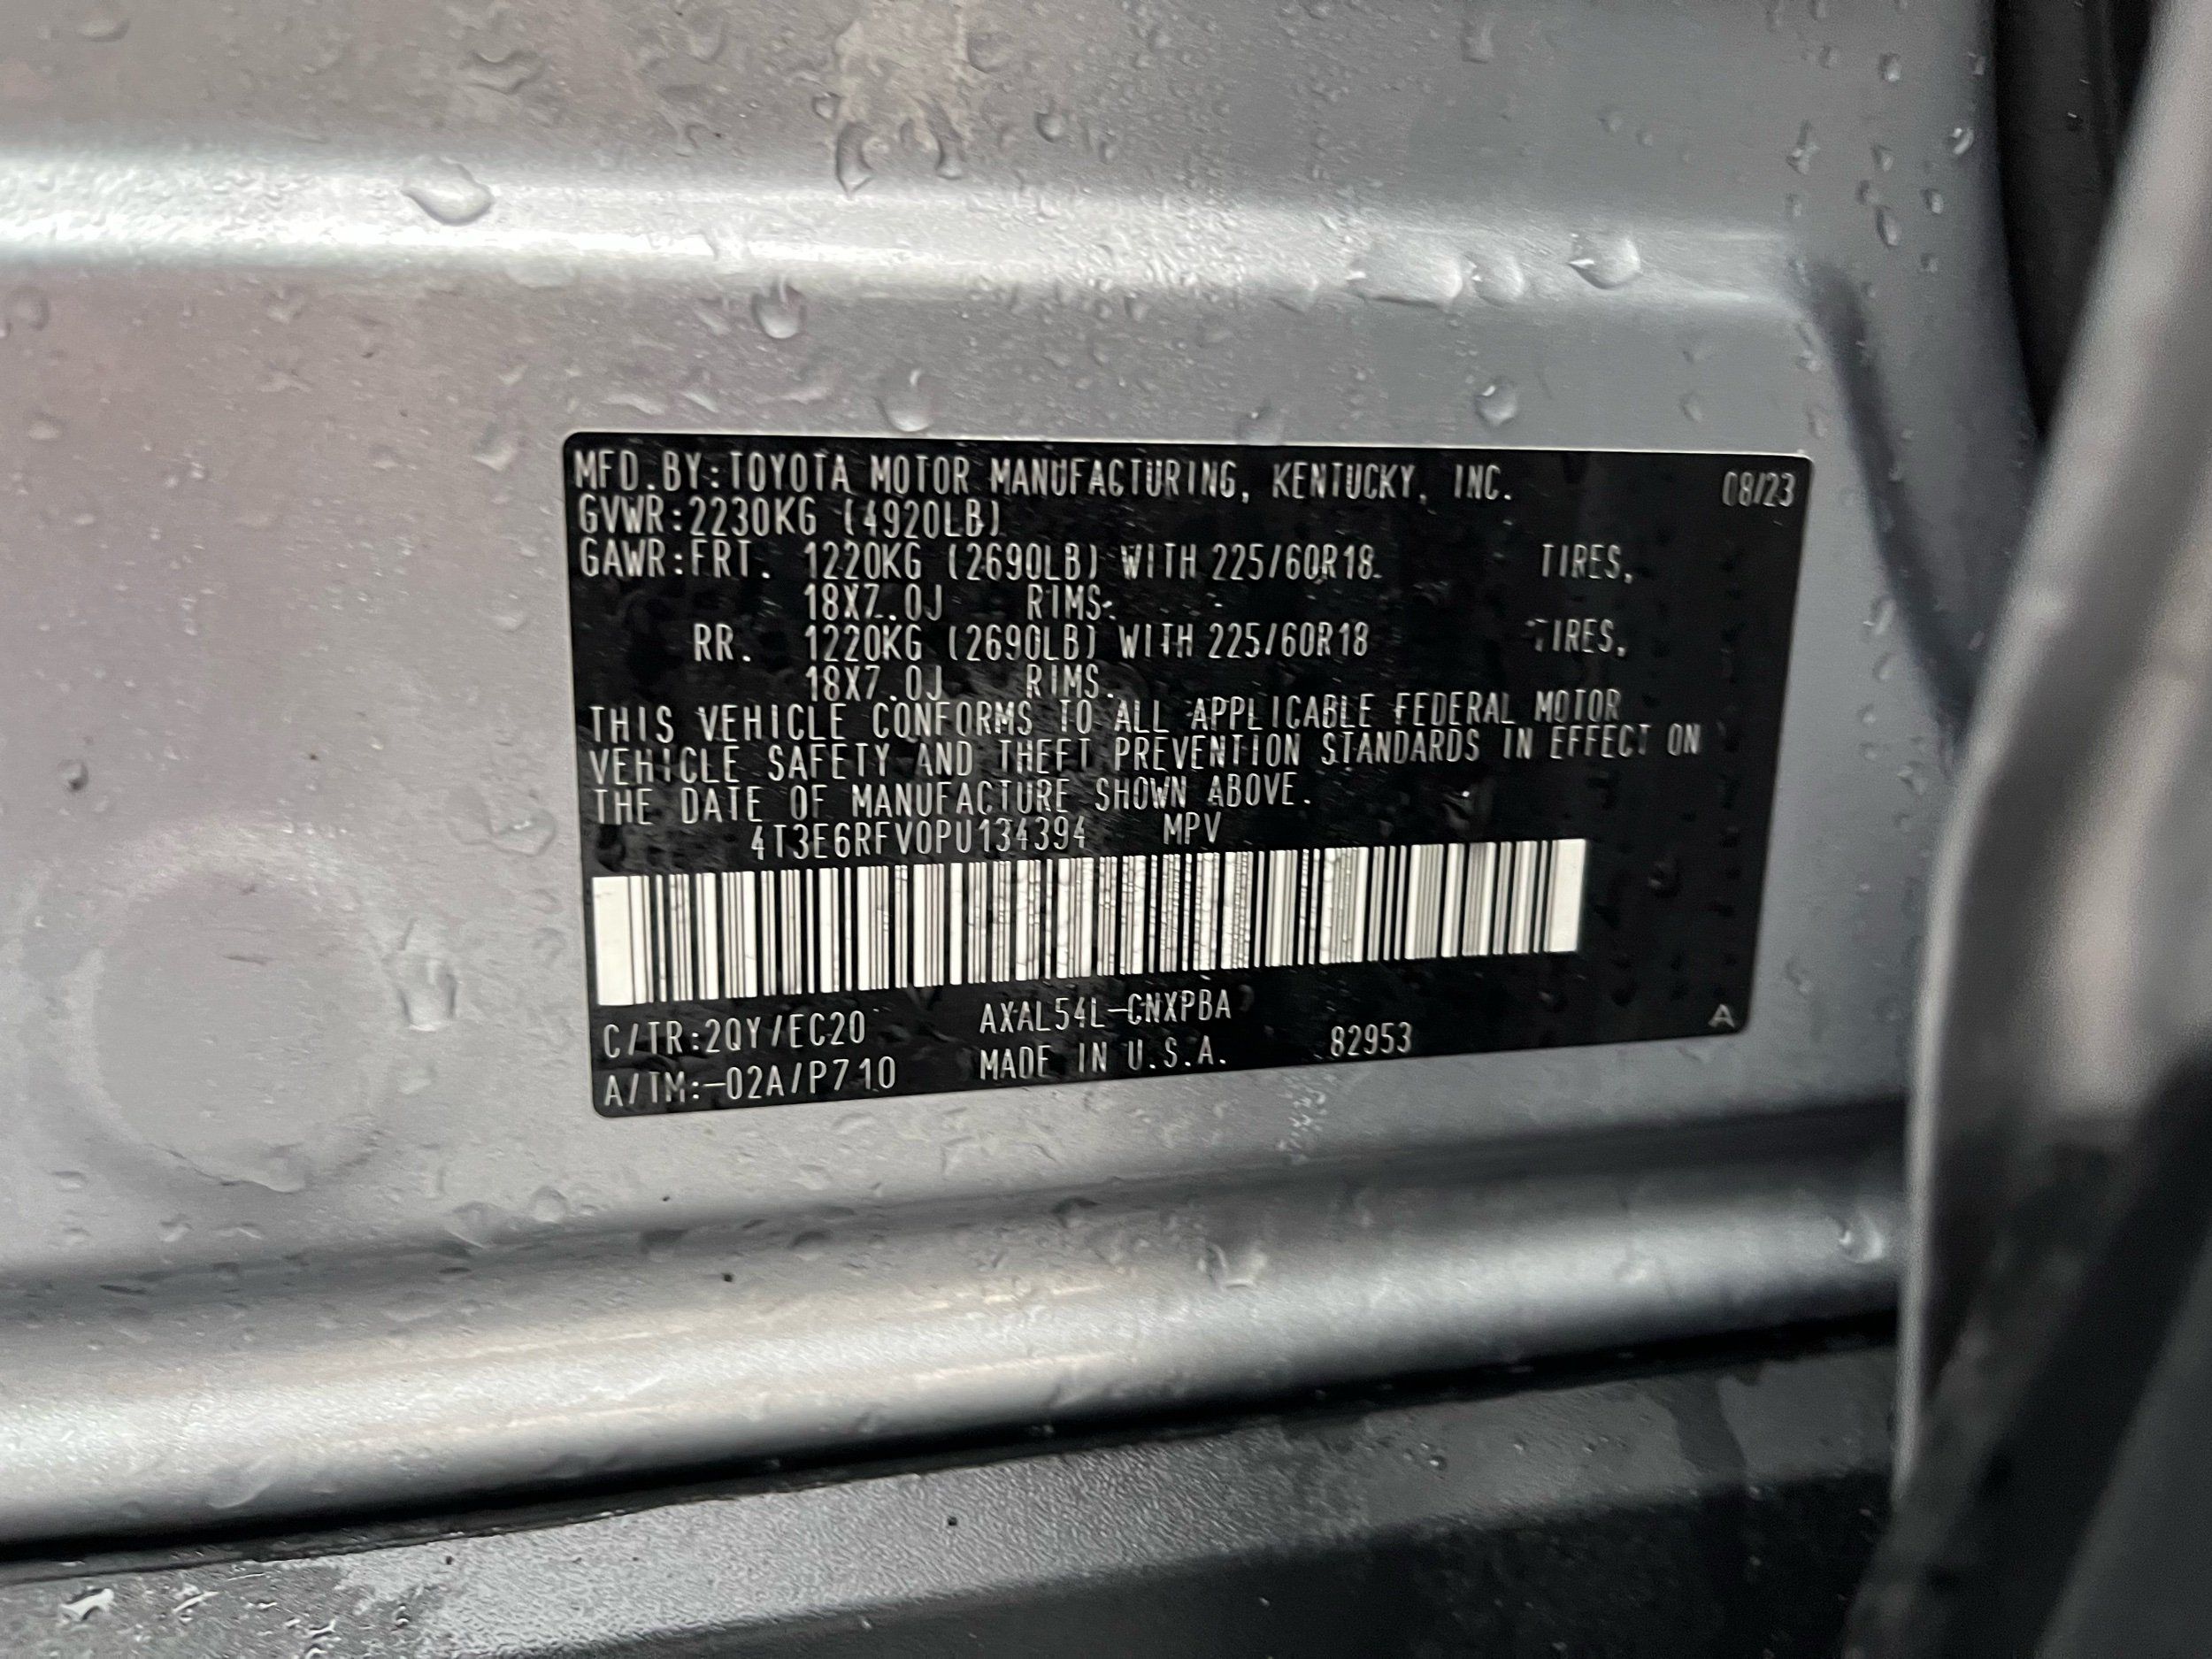 MFD.BY:TOYOTA MOTOR MANUFACTURING, KENTUCKY, INC. 08/23
GVWR:2230KG (4920LB)
GAWR:FRT. 1220KG (2690LB) WITH 225/60R18 TIRES,
18X7.0J RIMS.
RR. 1220KG (2690LB) WITH 225/60R18 TIRES,
18X7.0J RIMS.
THIS VEHICLE CONFORMS TO ALL APPLICABLE FEDERAL MOTOR
VEHICLE SAFETY AND THEFT PREVENTION STANDARDS IN EFFECT ON
THE DATE OF MANUFACTURE SHOWN ABOVE.
4T3E6RFV0PU134394 MPV
C/TR:2QY/EC20 AXAL54L-CNXPBA A
A/TM:-02A/P710 MADE IN U.S.A. 82953